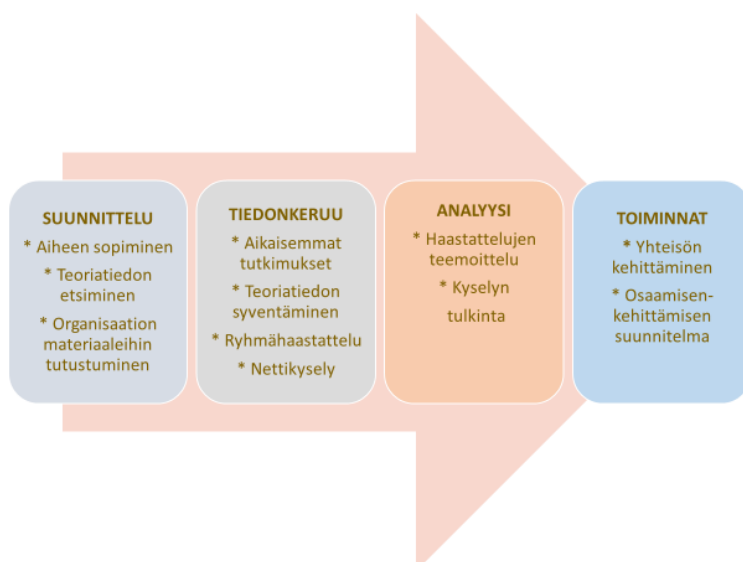 SUUNNITTELU
* Aiheen sopiminen
* Teoriatiedon
etsiminen
* Organisaation
materiaaleihin
tutustuminen
TIEDONKERUU
* Aikaisemmat
tutkimukset
* Teoriatiedon
syventäminen
* Ryhmähaastattelu
* Nettikysely
ANALYYSI
* Haastattelujen
teemoittelu
* Kyselyn
tulkinta
TOIMINNAT
* Yhteisön
kehittäminen
* Osaamisen-
kehittämisen
suunnitelma